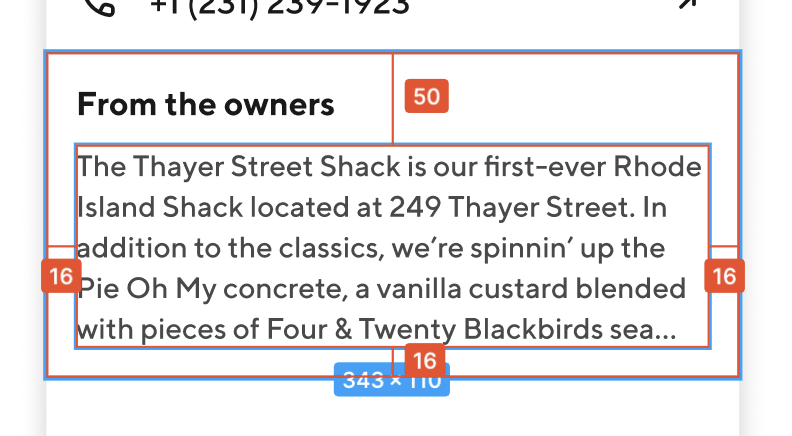 +1 (231) 239-1923
From the owners
50
The Thayer Street Shack is our first-ever Rhode
Island Shack located at 249 Thayer Street. In
addition to the classics, we’re spinnin’ up the
16
16
Pie Oh My concrete, a vanilla custard blended
with pieces of Four & Twenty Blackbirds sea...
16
343 × 110